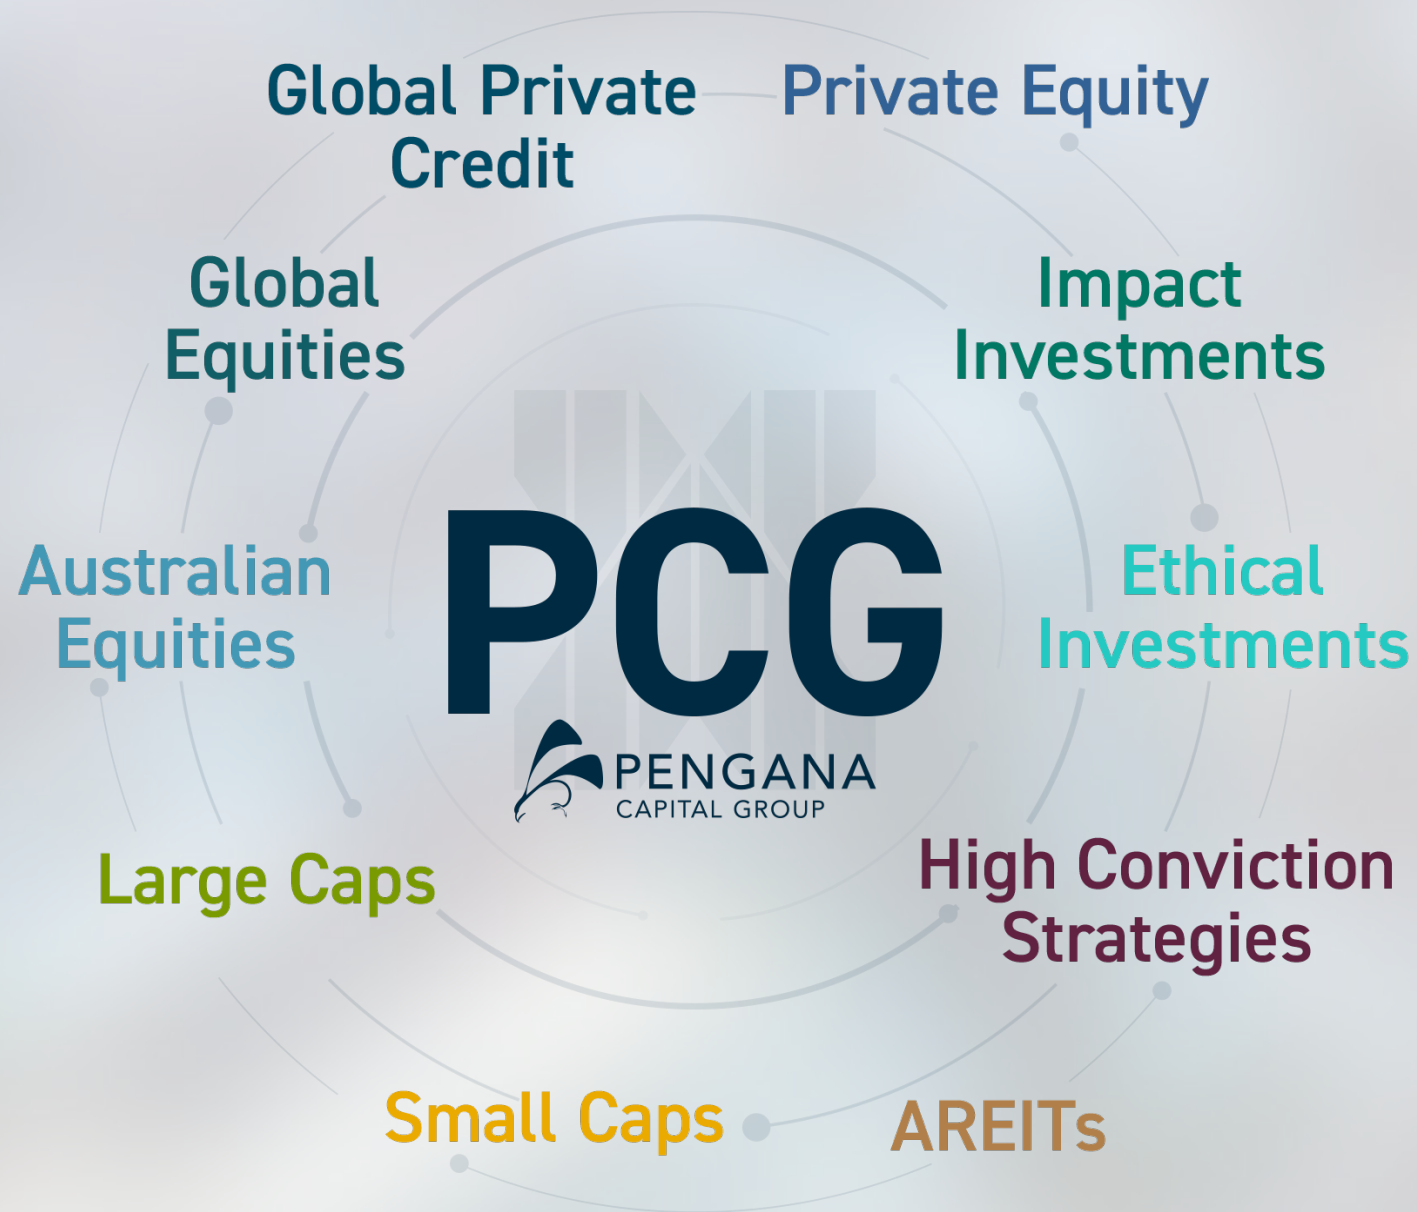 Global Private
Credit
Private Equity
Global
Equities
Impact
Investments
Australian
Equities
PCG
PENGANA
CAPITAL GROUP
Ethical
Investments
Large Caps
High Conviction
Strategies
Small Caps
AREITs